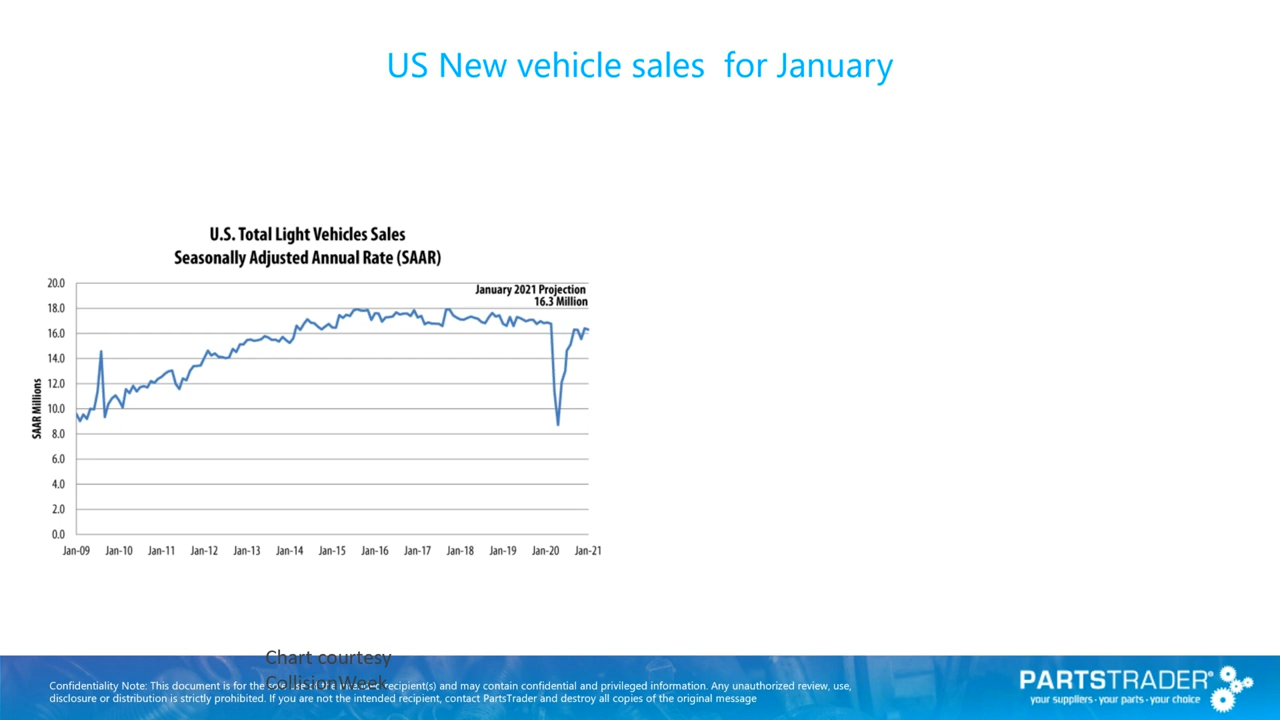 US New vehicle sales for January
U.S. Total Light Vehicles Sales
Seasonally Adjusted Annual Rate (SAAR)
January 2021 Projection
16.3 Million
SAAR Millions
20.0
18.0
16.0
14.0
12.0
10.0
8.0
6.0
4.0
2.0
0.0
Jan-09 Jan-10 Jan-11 Jan-12 Jan-13 Jan-14 Jan-15 Jan-16 Jan-17 Jan-18 Jan-19 Jan-20 Jan-21
Chart courtesy
CollisionWeek
Confidentiality Note: This document is for the sole use of the intended recipient(s) and may contain confidential and privileged information. Any unauthorized review, use,
disclosure or distribution is strictly prohibited. If you are not the intended recipient, contact PartsTrader and destroy all copies of the original message
PARTSTRADER®
your suppliers · your parts · your choice